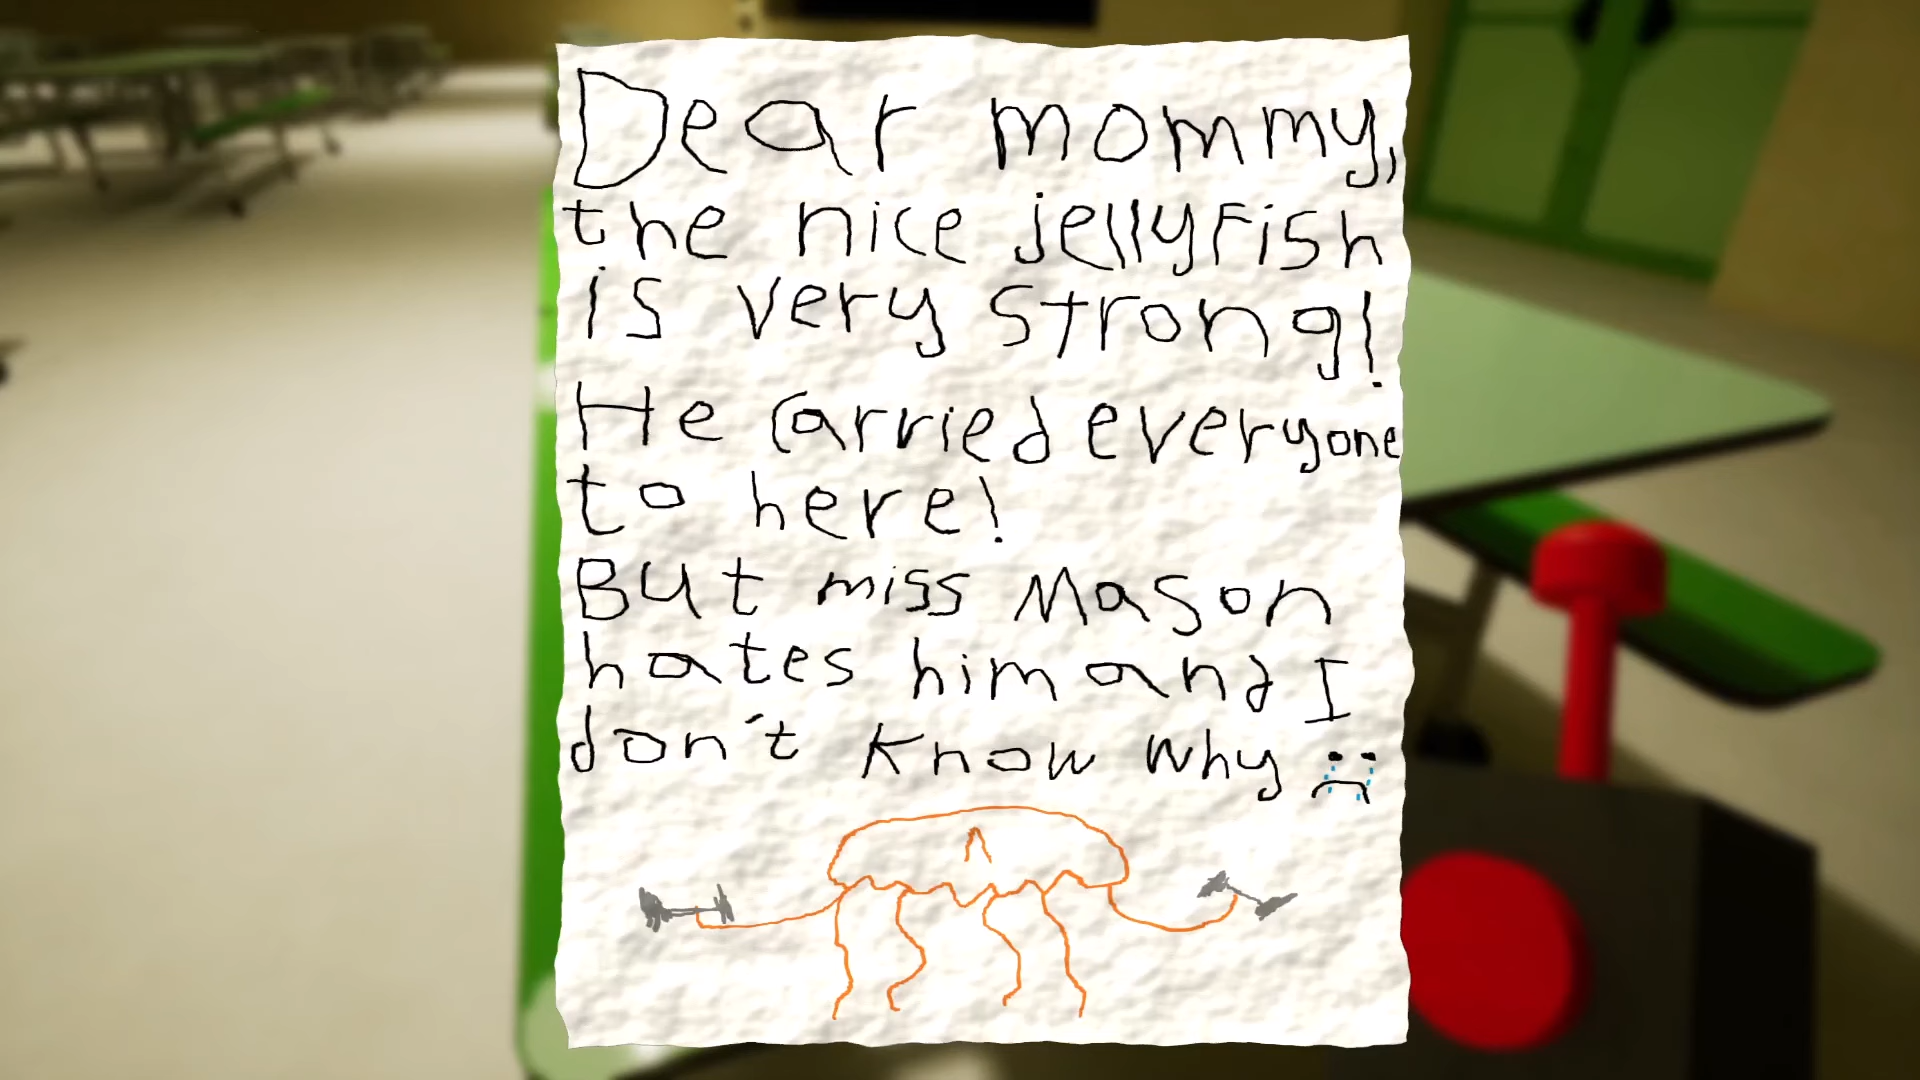 Dear mommy,
the nice jellyfish
is very strong!
He carried everyone
to here!
But miss Mason
hates him and I
don't know why